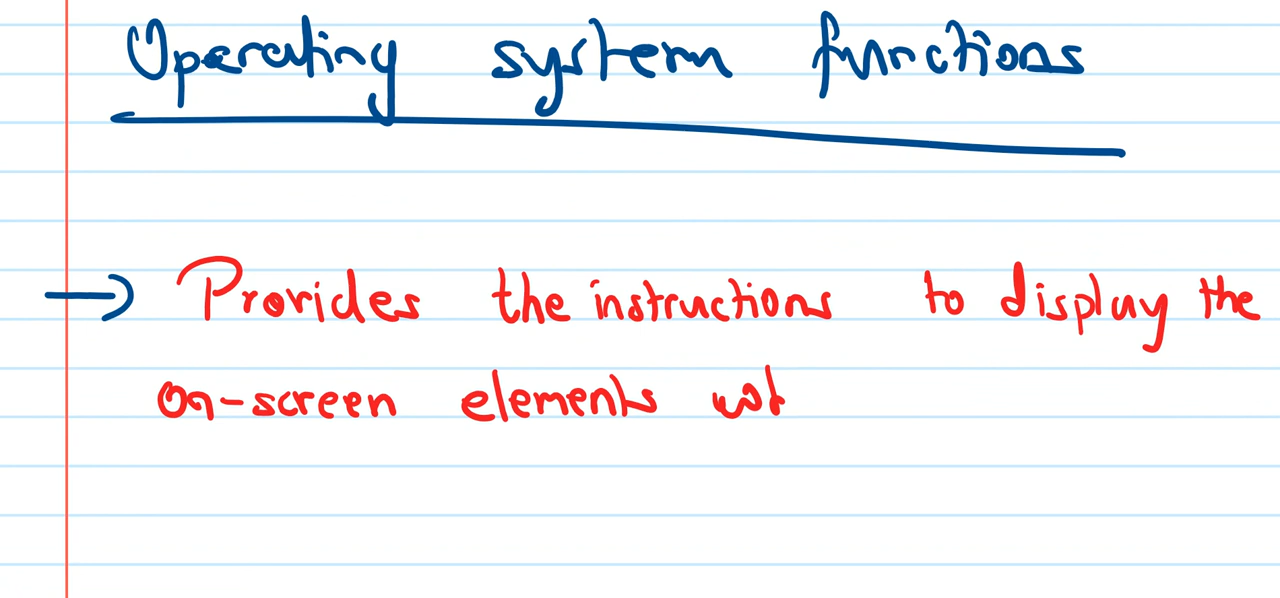 Operating system functions
→ Provides the instructions to display the
on-screen elements